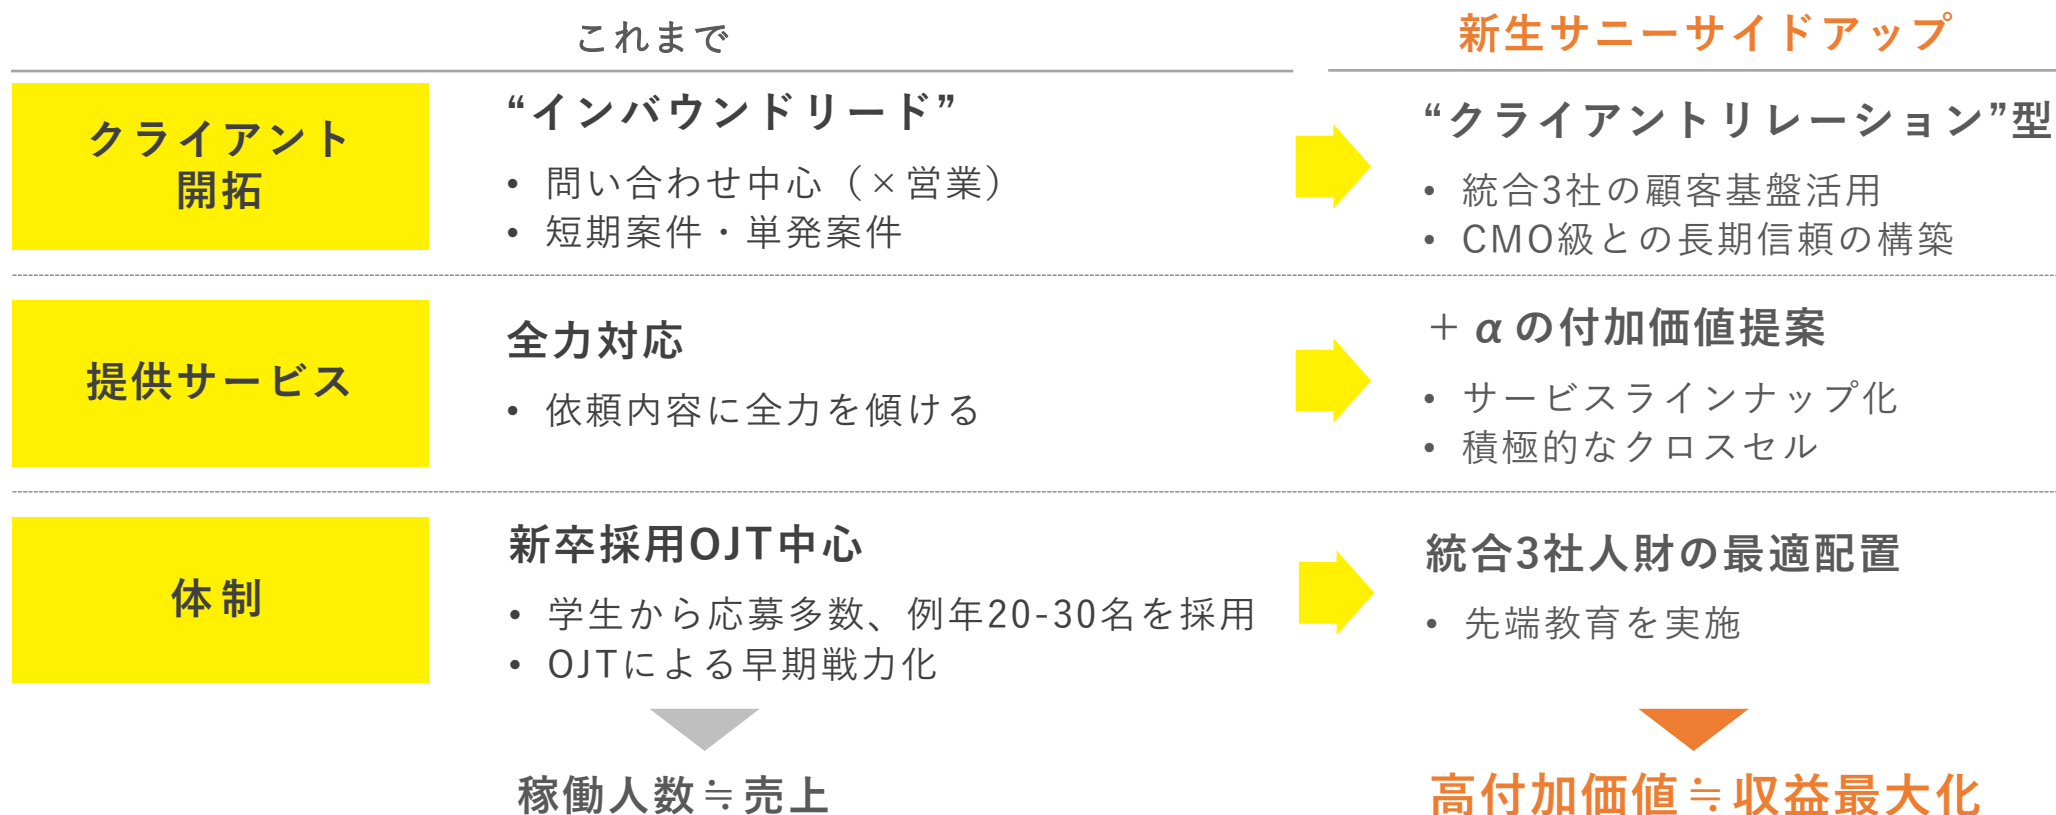 これまで
新生サニーサイドアップ
クライアント
開拓
“インバウンドリード”
• 問い合わせ中心（×営業）
• 短期案件・単発案件
“クライアントリレーション”型
• 統合3社の顧客基盤活用
• CMO級との長期信頼の構築
提供サービス
全力対応
• 依頼内容に全力を傾ける
＋αの付加価値提案
• サービスラインナップ化
• 積極的なクロスセル
体制
新卒採用OJT中心
• 学生から応募多数、例年20-30名を採用
• OJTによる早期戦力化
統合3社人財の最適配置
• 先端教育を実施
稼働人数≒売上
高付加価値≒収益最大化